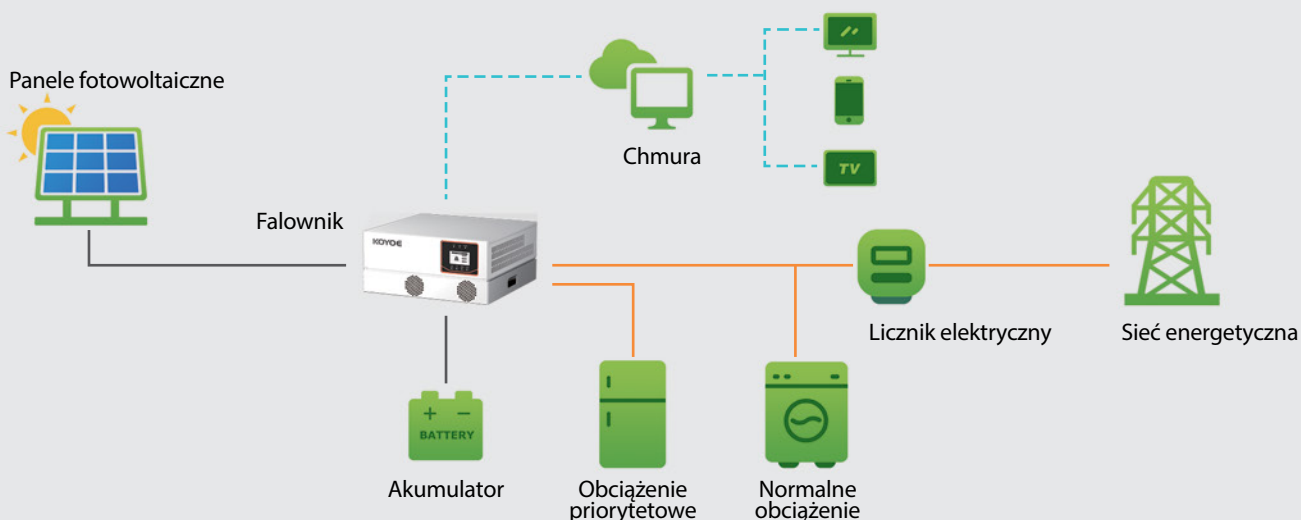 Panele fotowoltaiczne
Chmura
TV
Falownik
KOYOE
Licznik elektryczny
Sieć energetyczna
BATTERY
Akumulator
Obciążenie
priorytetowe
Normalne
obciążenie